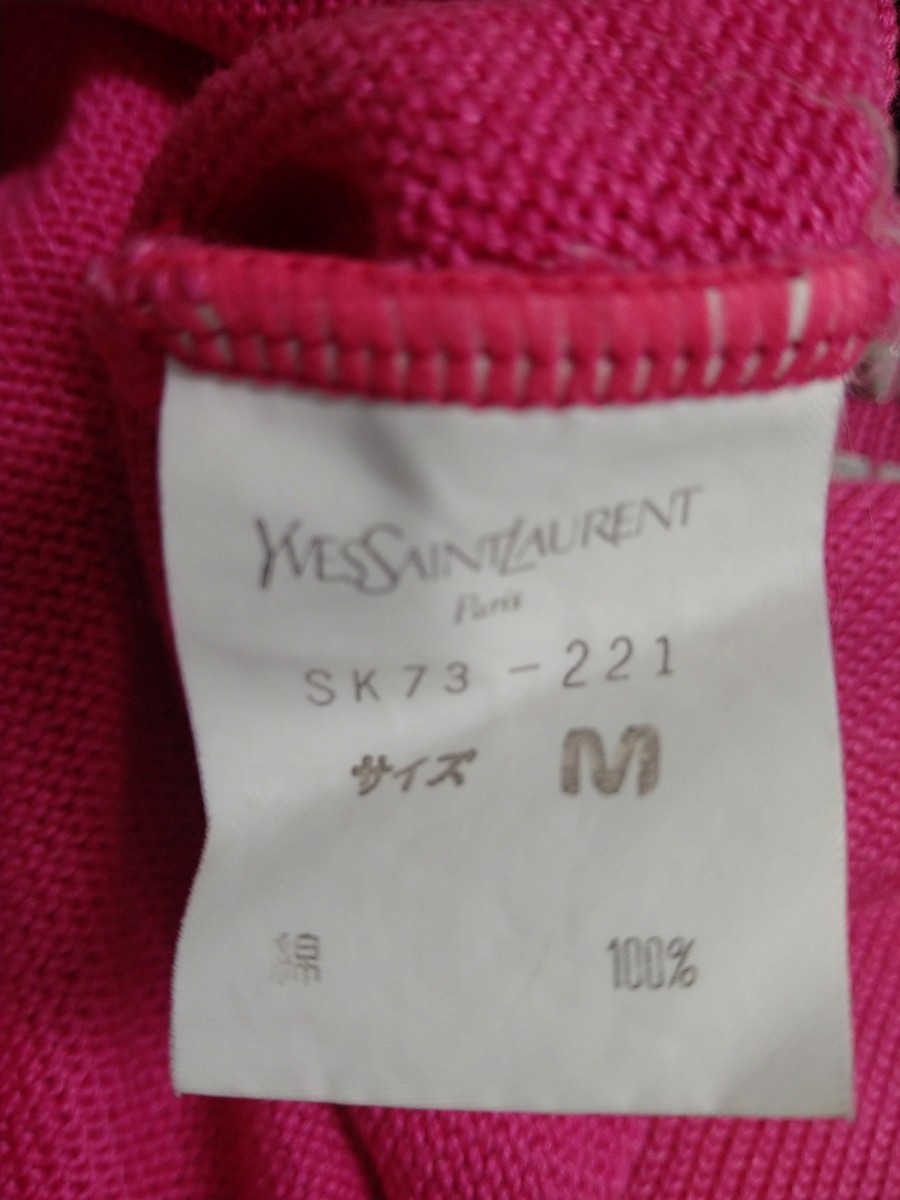 YVESSAINTLAURENT
Paris
SK73-221
サイズ M
綿 100%